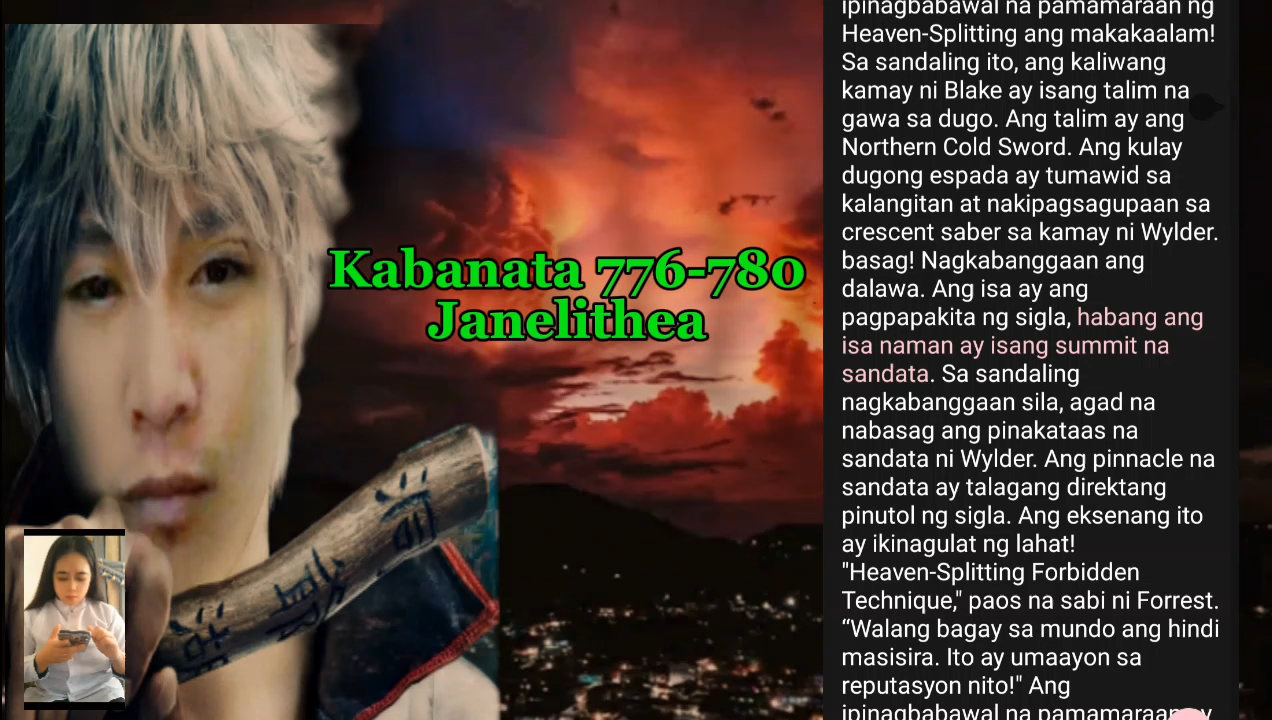 Kabanata 776-780
Janelithea
ipinagbabawal na pamamaraan ng
Heaven-Splitting ang makakaalam!
Sa sandaling ito, ang kaliwang
kamay ni Blake ay isang talim na
gawa sa dugo. Ang talim ay ang
Northern Cold Sword. Ang kulay
dugong espada ay tumawid sa
kalangitan at nakipagsagupaan sa
crescent saber sa kamay ni Wylder.
basag! Nagkabanggaan ang
dalawa. Ang isa ay ang
pagpapakita ng sigla, habang ang
isa naman ay isang summit na
sandata. Sa sandaling
nagkabanggaan sila, agad na
nabasag ang pinakataas na
sandata ni Wylder. Ang pinnacle na
sandata ay talagang direktang
pinutol ng sigla. Ang eksenang ito
ay ikinagulat ng lahat!
"Heaven-Splitting Forbidden
Technique," paos na sabi ni Forrest.
“Walang bagay sa mundo ang hindi
masisira. Ito ay umaayon sa
reputasyon nito!" Ang
ipinagbabawal na pamamaraan ay